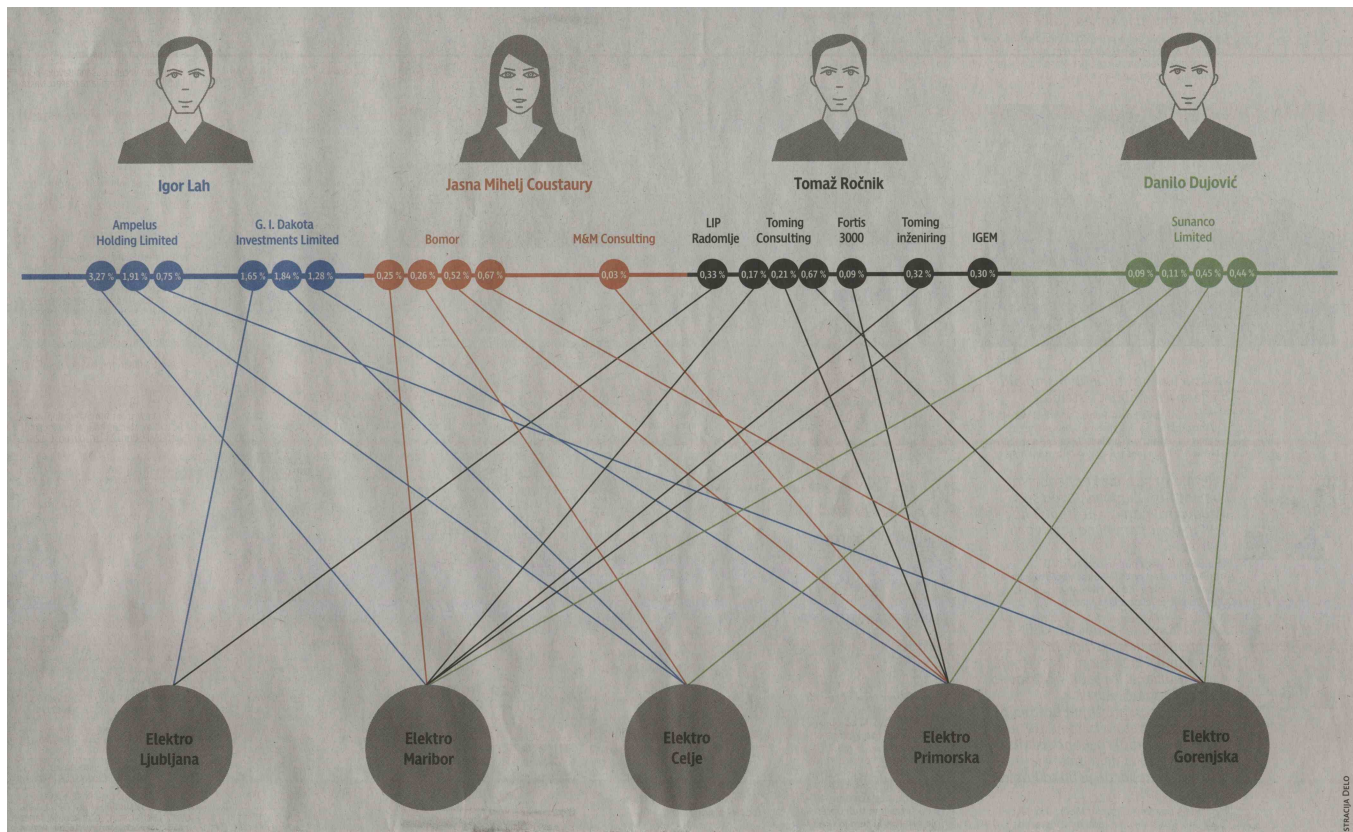 Igor Lah
Jasna Mihelj Coustaury
Tomaž Ročnik
Danilo Dujović
Ampelus
Holding Limited
G. I. Dakota
Investments Limited
Bomor
M&M Consulting
LIP
Radomlje
Toming
Consulting
Fortis
3000
Toming
inženiring
IGEM
Sunanco
Limited
3,27 %
1,91 %
0,75 %
1,65 %
1,84 %
1,28 %
0,25 %
0,26 %
0,52 %
0,67 %
0,03 %
0,33 %
0,17 %
0,21 %
0,67 %
0,09 %
0,32 %
0,30 %
0,09 %
0,11 %
0,45 %
0,44 %
Elektro
Ljubljana
Elektro
Maribor
Elektro
Celje
Elektro
Primorska
Elektro
Gorenjska
DELO